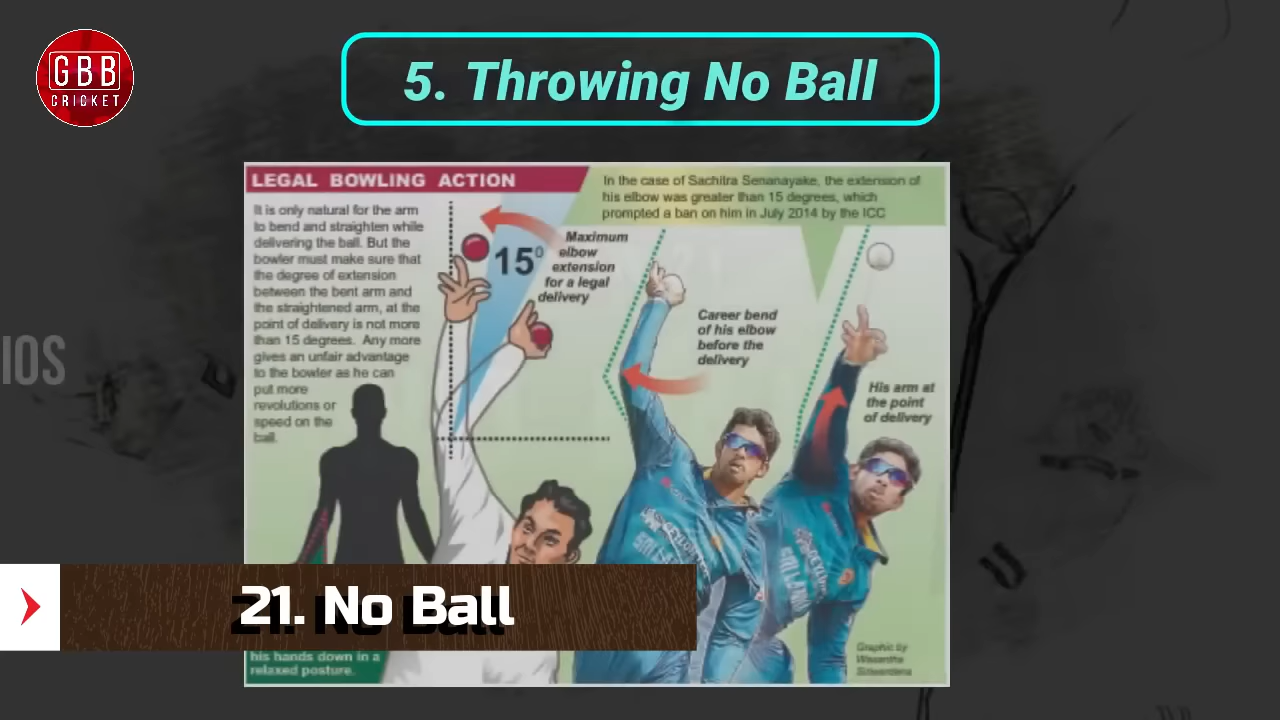 GBB
CRICKET
5. Throwing No Ball
LEGAL BOWLING ACTION
It is only natural for the arm
to bend and straighten while
delivering the ball. But the
bowler must make sure that
the degree of extension
between the bent arm and
the straightened arm, at the
point of delivery is not more
than 15 degrees. Any more
gives an unfair advantage
to the bowler as he can
put more
revolutions or
speed on the
ball.
15⁰
Maximum
elbow
extension
for a legal
delivery
In the case of Sachitra Senanayake, the extension of
his elbow was greater than 15 degrees, which
prompted a ban on him in July 2014 by the ICC
Career bend
of his elbow
before the
delivery
His arm at
the point
of delivery
IOS
21. No Ball
his hands down in a
relaxed posture.
Graphic by
Wasantha
Siriwardena